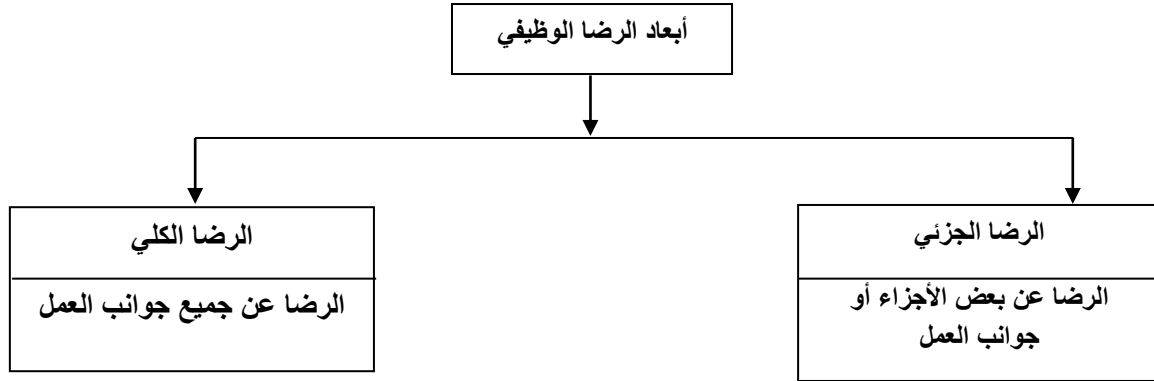 أبعاد الرضا الوظيفي
الرضا الجزئي
الرضا عن بعض الأجزاء أو
جوانب العمل
الرضا الكلي
الرضا عن جميع جوانب العمل